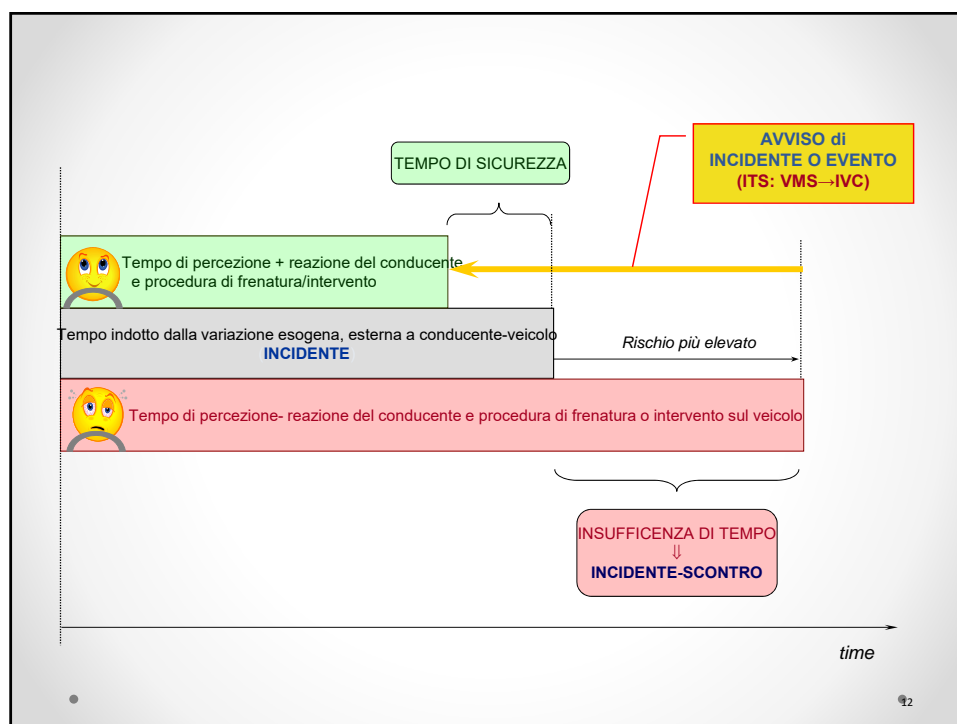 AVVISO di
INCIDENTE O EVENTO
(ITS: VMS→IVC)
TEMPO DI SICUREZZA
Tempo di percezione + reazione del conducente
e procedura di frenatura/intervento
Tempo indotto dalla variazione esogena, esterna a conducente-veicolo
INCIDENTE
Rischio più elevato
Tempo di percezione- reazione del conducente e procedura di frenatura o intervento sul veicolo
INSUFFICENZA DI TEMPO
⇓
INCIDENTE-SCONTRO
time
12